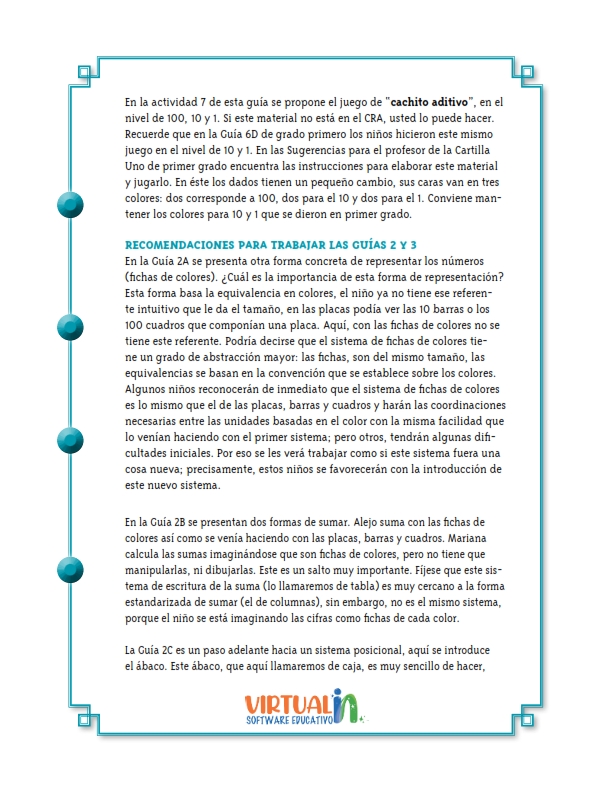 En la actividad 7 de esta guía se propone el juego de "cachito aditivo", en el
nivel de 100, 10 y 1. Si este material no está en el CRA, usted lo puede hacer.
Recuerde que en la Guía 6D de grado primero los niños hicieron este mismo
juego en el nivel de 10 y 1. En las Sugerencias para el profesor de la Cartilla
Uno de primer grado encuentra las instrucciones para elaborar este material
y jugarlo. En éste los dados tienen un pequeño cambio, sus caras van en tres
colores: dos corresponde a 100, dos para el 10 y dos para el 1. Conviene man-
tener los colores para 10 y 1 que se dieron en primer grado.
RECOMENDACIONES PARA TRABAJAR LAS GUÍAS 2 Y 3
En la Guía 2A se presenta otra forma concreta de representar los números
(fichas de colores). ¿Cuál es la importancia de esta forma de representación?
Esta forma basa la equivalencia en colores, el niño ya no tiene ese referen-
te intuitivo que le da el tamaño, en las placas podía ver las 10 barras o los
100 cuadros que componían una placa. Aquí, con las fichas de colores no se
tiene este referente. Podría decirse que el sistema de fichas de colores tie-
ne un grado de abstracción mayor: las fichas, son del mismo tamaño, las
equivalencias se basan en la convención que se establece sobre los colores.
Algunos niños reconocerán de inmediato que el sistema de fichas de colores
es lo mismo que el de las placas, barras y cuadros y harán las coordinaciones
necesarias entre las unidades basadas en el color con la misma facilidad que
lo venían haciendo con el primer sistema; pero otros, tendrán algunas difi-
cultades iniciales. Por eso se les verá trabajar como si este sistema fuera una
cosa nueva; precisamente, estos niños se favorecerán con la introducción de
este nuevo sistema.
En la Guía 2B se presentan dos formas de sumar. Alejo suma con las fichas de
colores así como se venía haciendo con las placas, barras y cuadros. Mariana
calcula las sumas imaginándose que son fichas de colores, pero no tiene que
manipularlas, ni dibujarlas. Este es un salto muy importante. Fíjese que este sis-
tema de escritura de la suma (lo llamaremos de tabla) es muy cercano a la forma
estandarizada de sumar (el de columnas), sin embargo, no es el mismo sistema,
porque el niño se está imaginando las cifras como fichas de cada color.
La Guía 2C es un paso adelante hacia un sistema posicional, aquí se introduce
el ábaco. Este ábaco, que aquí llamaremos de caja, es muy sencillo de hacer,
VIRTUAL in
SOFTWARE EDUCATIVO